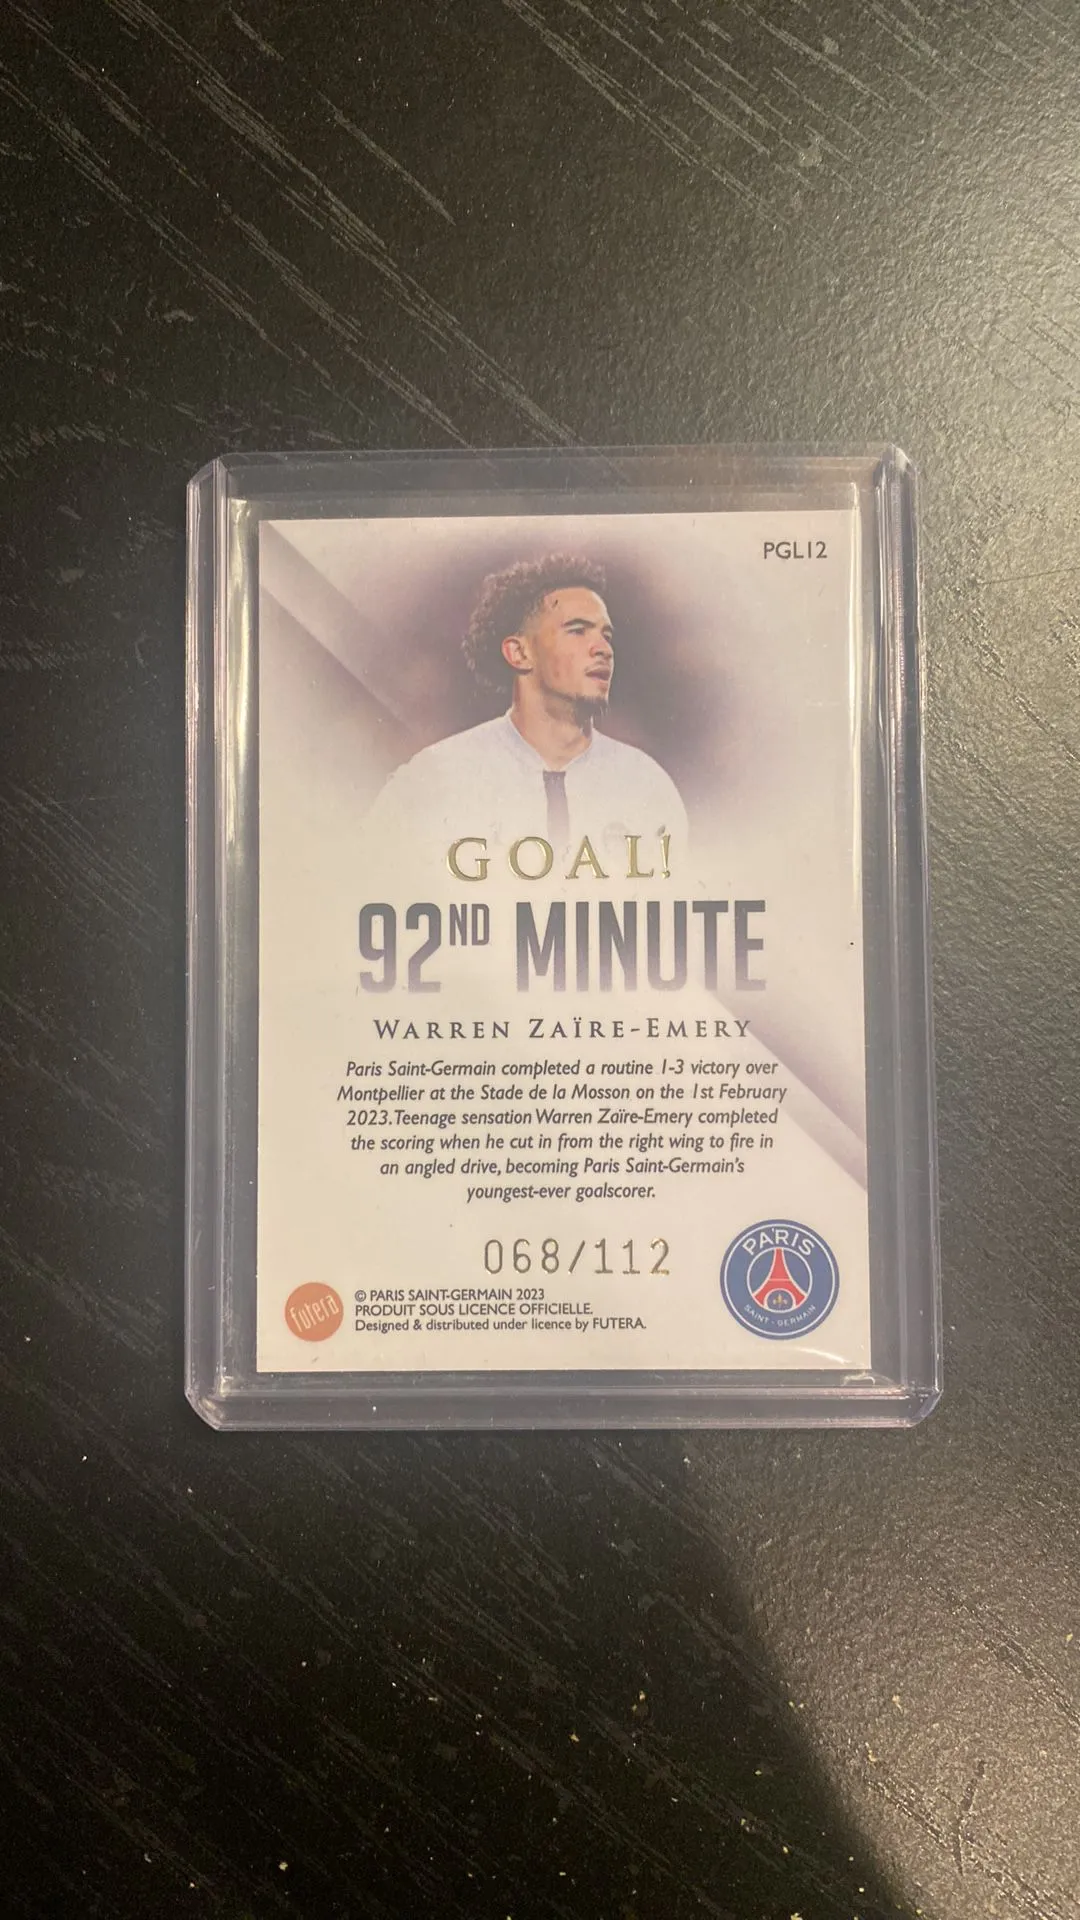 PGL12
GOAL!
92ND MINUTE
WARREN ZAÏRE-EMERY
Paris Saint-Germain completed a routine 1-3 victory over
Montpellier at the Stade de la Mosson on the 1st February
2023. Teenage sensation Warren Zaïre-Emery completed
the scoring when he cut in from the right wing to fire in
an angled drive, becoming Paris Saint-Germain's
youngest-ever goalscorer.
068/112
futera
© PARIS SAINT-GERMAIN 2023
PRODUIT SOUS LICENCE OFFICIELLE.
Designed & distributed under licence by FUTERA.
PARIS
SAINT-GERMAIN